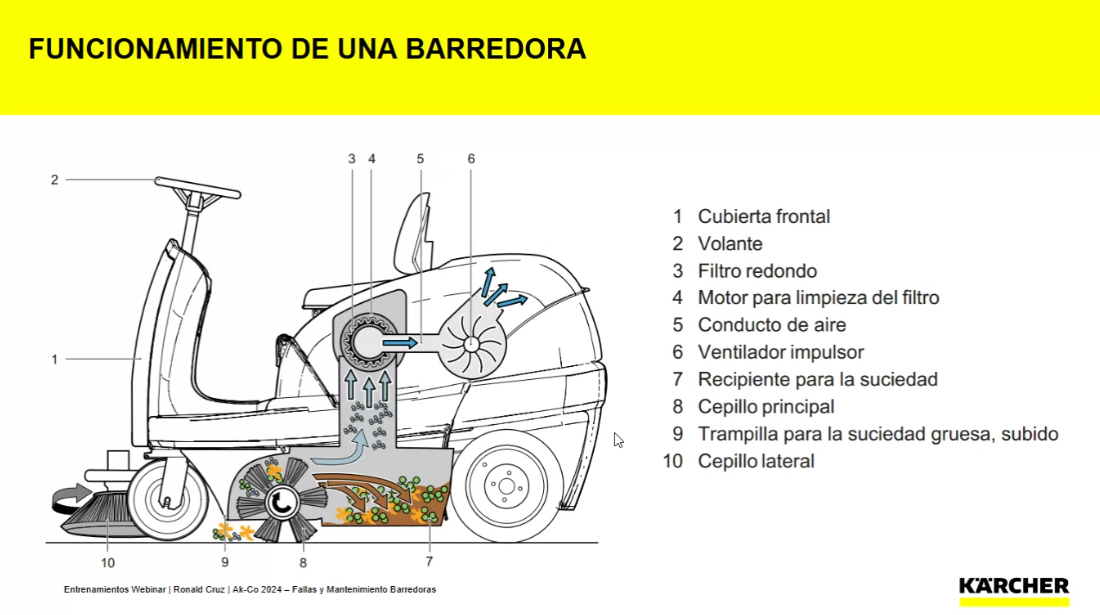 FUNCIONAMIENTO DE UNA BARREDORA
3 4 5 6
2
1
10 9 8 7
1 Cubierta frontal
2 Volante
3 Filtro redondo
4 Motor para limpieza del filtro
5 Conducto de aire
6 Ventilador impulsor
7 Recipiente para la suciedad
8 Cepillo principal
9 Trampilla para la suciedad gruesa, subido
10 Cepillo lateral
Entrenamientos Webinar | Ronald Cruz | Ak-Co 2024 – Fallas y Mantenimiento Barredoras
KÄRCHER